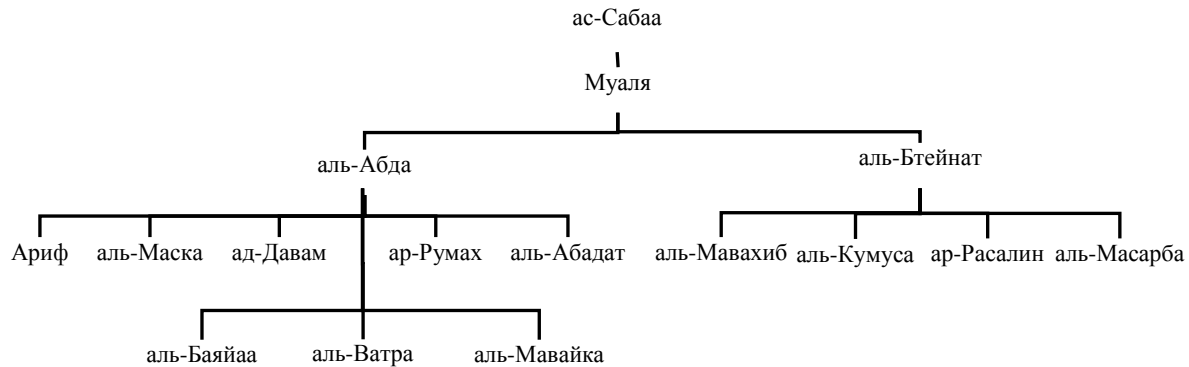 ас-Сабаа
Муаля
аль-Абда
аль-Бтейнат
Ариф
аль-Маска
ад-Давам
ар-Румах
аль-Абадат
аль-Мавахиб
аль-Кумуса
ар-Расалин
аль-Масарба
аль-Баяйаа
аль-Ватра
аль-Мавайка